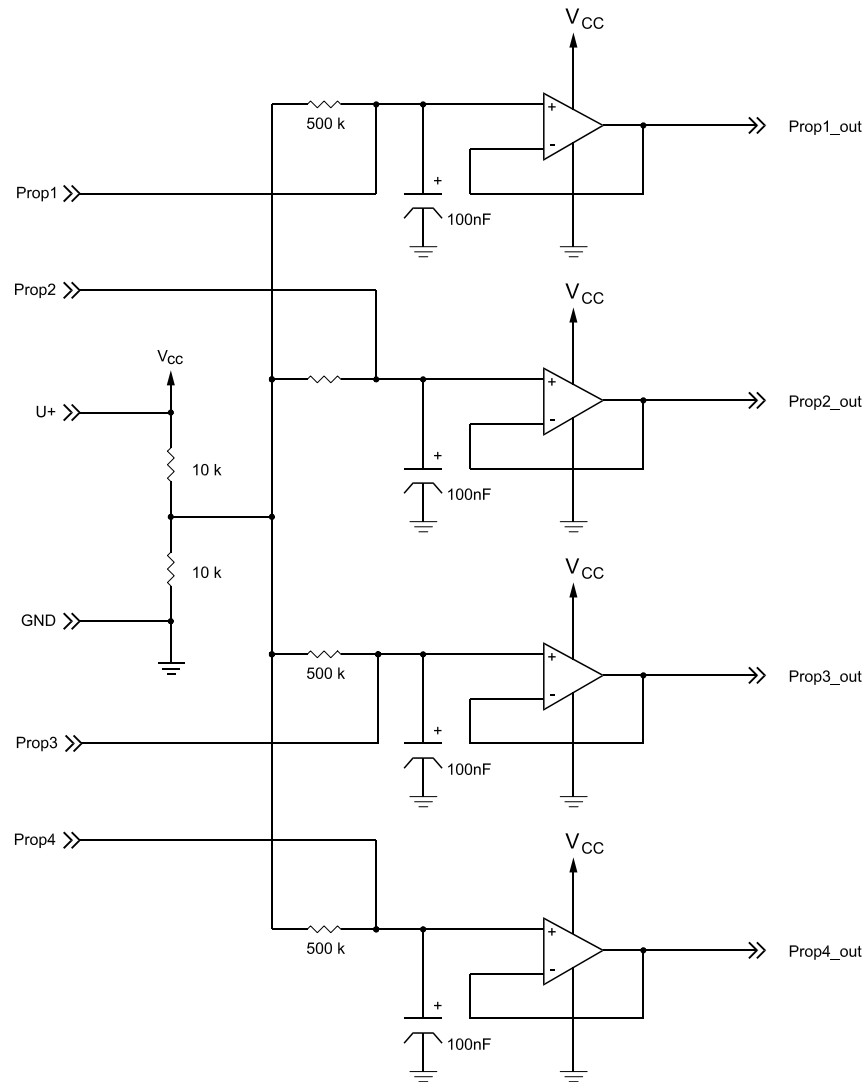 VCC
+
-
500 k
Prop1_out
Prop1
+
100nF
Prop2
VCC
VCC
+
-
U+
Prop2_out
10 k
+
100nF
10 k
VCC
GND
+
-
500 k
Prop3_out
Prop3
+
100nF
Prop4
VCC
+
-
500 k
Prop4_out
+
100nF